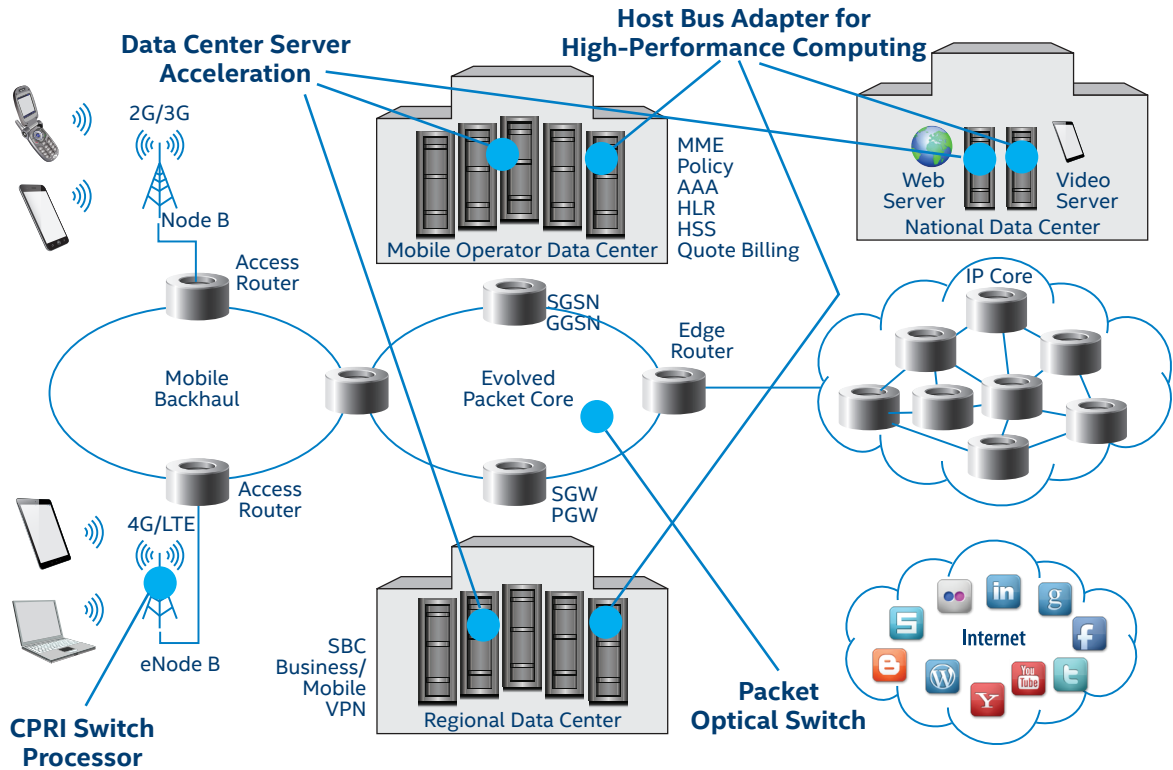 Data Center Server
Acceleration
Host Bus Adapter for
High-Performance Computing
2G/3G
Node B
Access
Router
Mobile Operator Data Center
MME
Policy
AAA
HLR
HSS
Quote Billing
Web
Server
Video
Server
National Data Center
SGSN
GGSN
Edge
Router
IP Core
Mobile
Backhaul
Evolved
Packet Core
Access
Router
SGW
PGW
4G/LTE
eNode B
SBC
Business/
Mobile
VPN
Regional Data Center
Packet
Optical Switch
CPRI Switch
Processor
in
g
S
Internet
f
B
W
Y
You
Tube
t